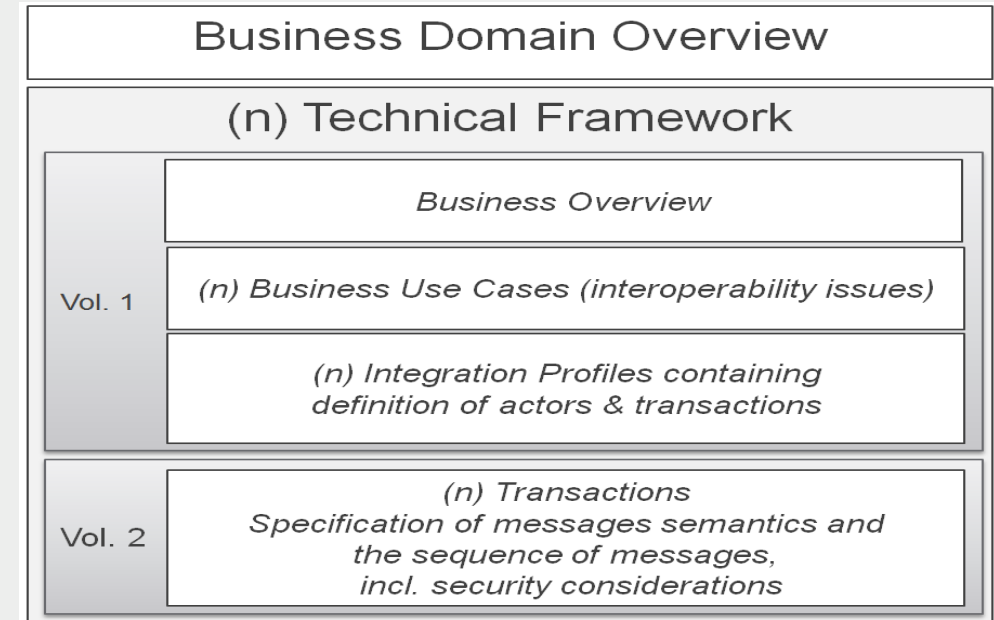 Business Domain Overview
(n) Technical Framework
Vol. 1
Business Overview
(n) Business Use Cases (interoperability issues)
(n) Integration Profiles containing
definition of actors & transactions
Vol. 2
(n) Transactions
Specification of messages semantics and
the sequence of messages,
incl. security considerations